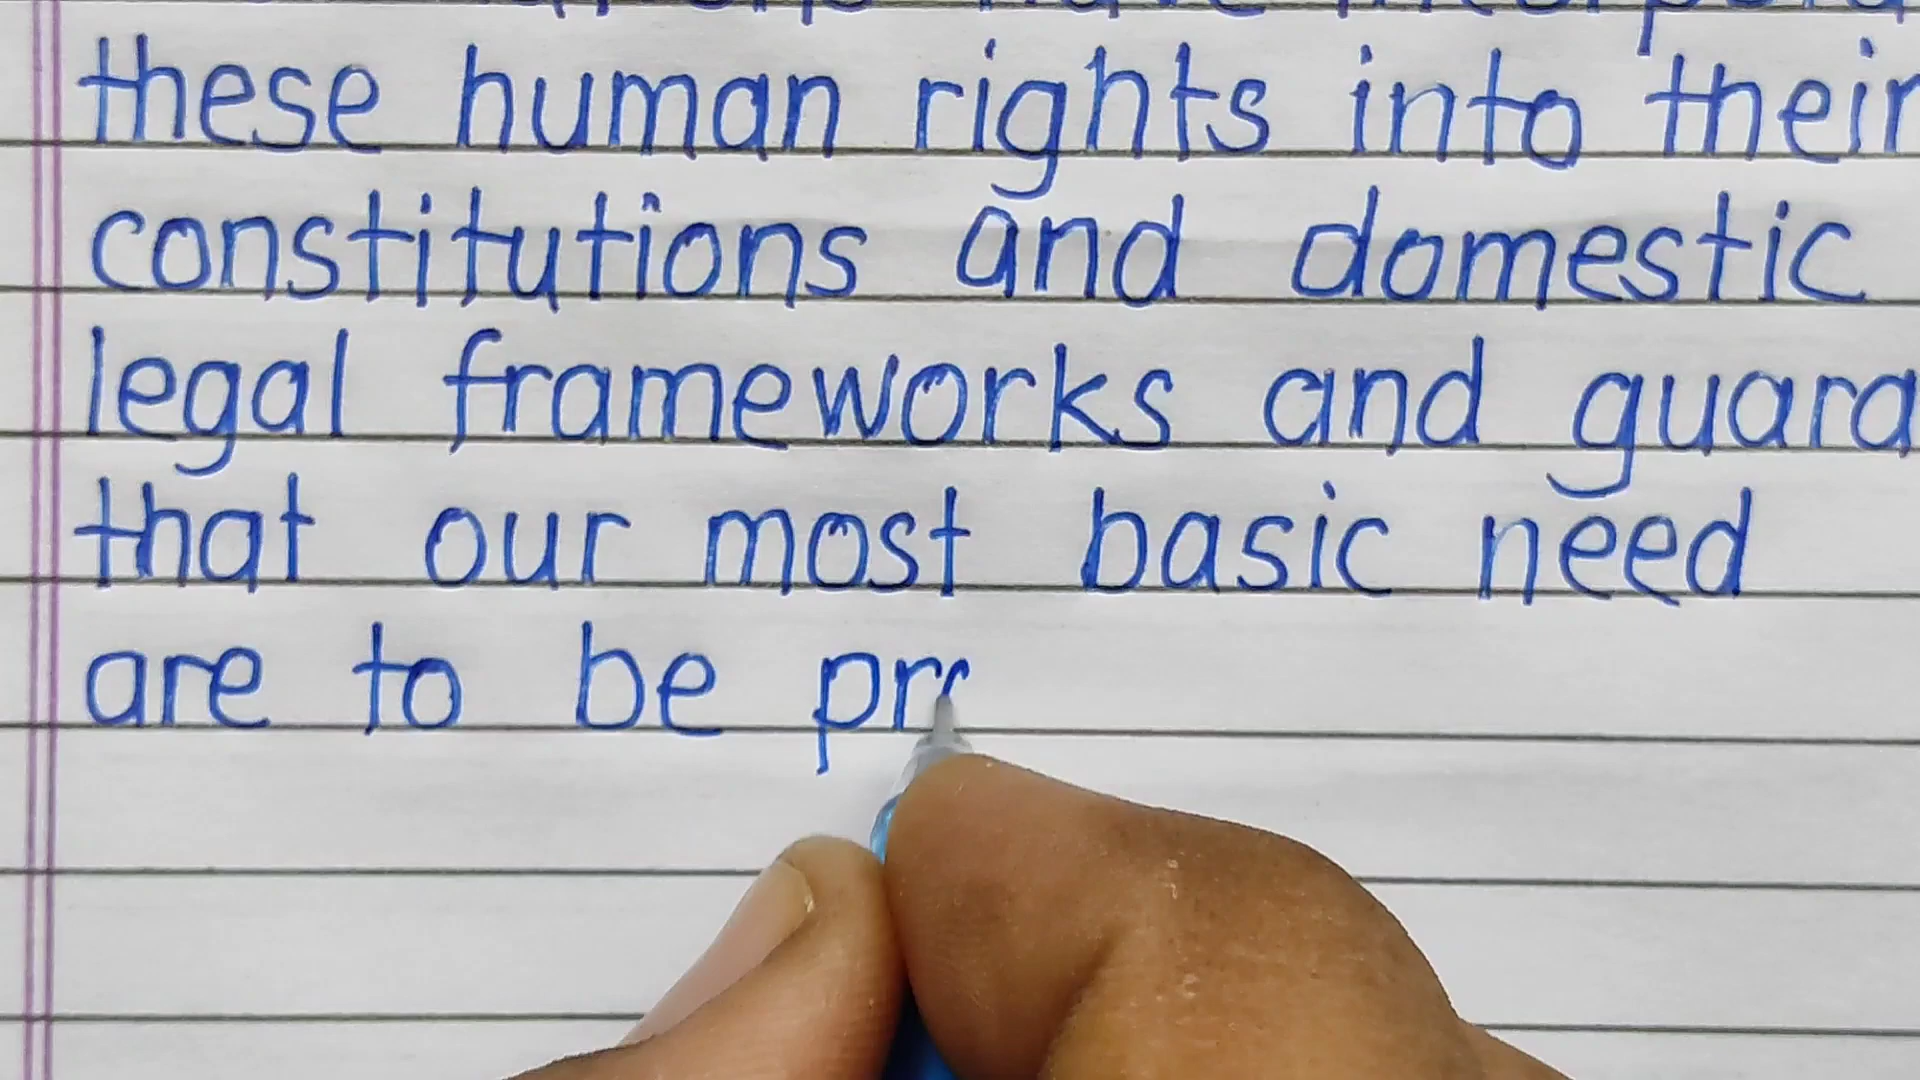 these human rights into their
constitutions and domestic
legal frameworks and guara
that our most basic need
are to be pr